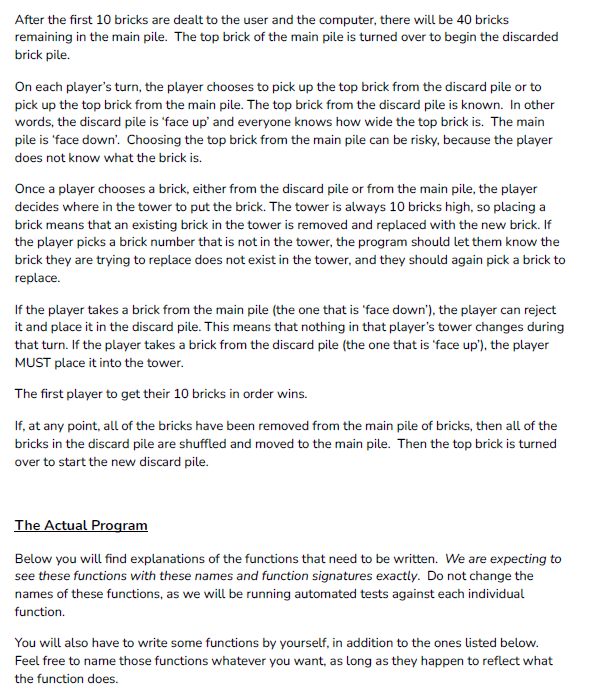 After the first 10 bricks are dealt to the user and the computer, there will be 40 bricks
remaining in the main pile.  The top brick of the main pile is turned over to begin the discarded
brick pile.
On each player's turn, the player chooses to pick up the top brick from the discard pile or to
pick up the top brick from the main pile. The top brick from the discard pile is known.  In other
words, the discard pile is 'face up' and everyone knows how wide the top brick is.  The main
pile is 'face down'.  Choosing the top brick from the main pile can be risky, because the player
does not know what the brick is.
Once a player chooses a brick, either from the discard pile or from the main pile, the player
decides where in the tower to put the brick. The tower is always 10 bricks high, so placing a
brick means that an existing brick in the tower is removed and replaced with the new brick. If
the player picks a brick number that is not in the tower, the program should let them know the
brick they are trying to replace does not exist in the tower, and they should again pick a brick to
replace.
If the player takes a brick from the main pile (the one that is 'face down'), the player can reject
it and place it in the discard pile. This means that nothing in that player's tower changes during
that turn. If the player takes a brick from the discard pile (the one that is 'face up'), the player
MUST place it into the tower.
The first player to get their 10 bricks in order wins.
If, at any point, all of the bricks have been removed from the main pile of bricks, then all of the
bricks in the discard pile are shuffled and moved to the main pile.  Then the top brick is turned
over to start the new discard pile.
The Actual Program
Below you will find explanations of the functions that need to be written.  We are expecting to
see these functions with these names and function signatures exactly.  Do not change the
names of these functions, as we will be running automated tests against each individual
function.
You will also have to write some functions by yourself, in addition to the ones listed below.
Feel free to name those functions whatever you want, as long as they happen to reflect what
the function does.